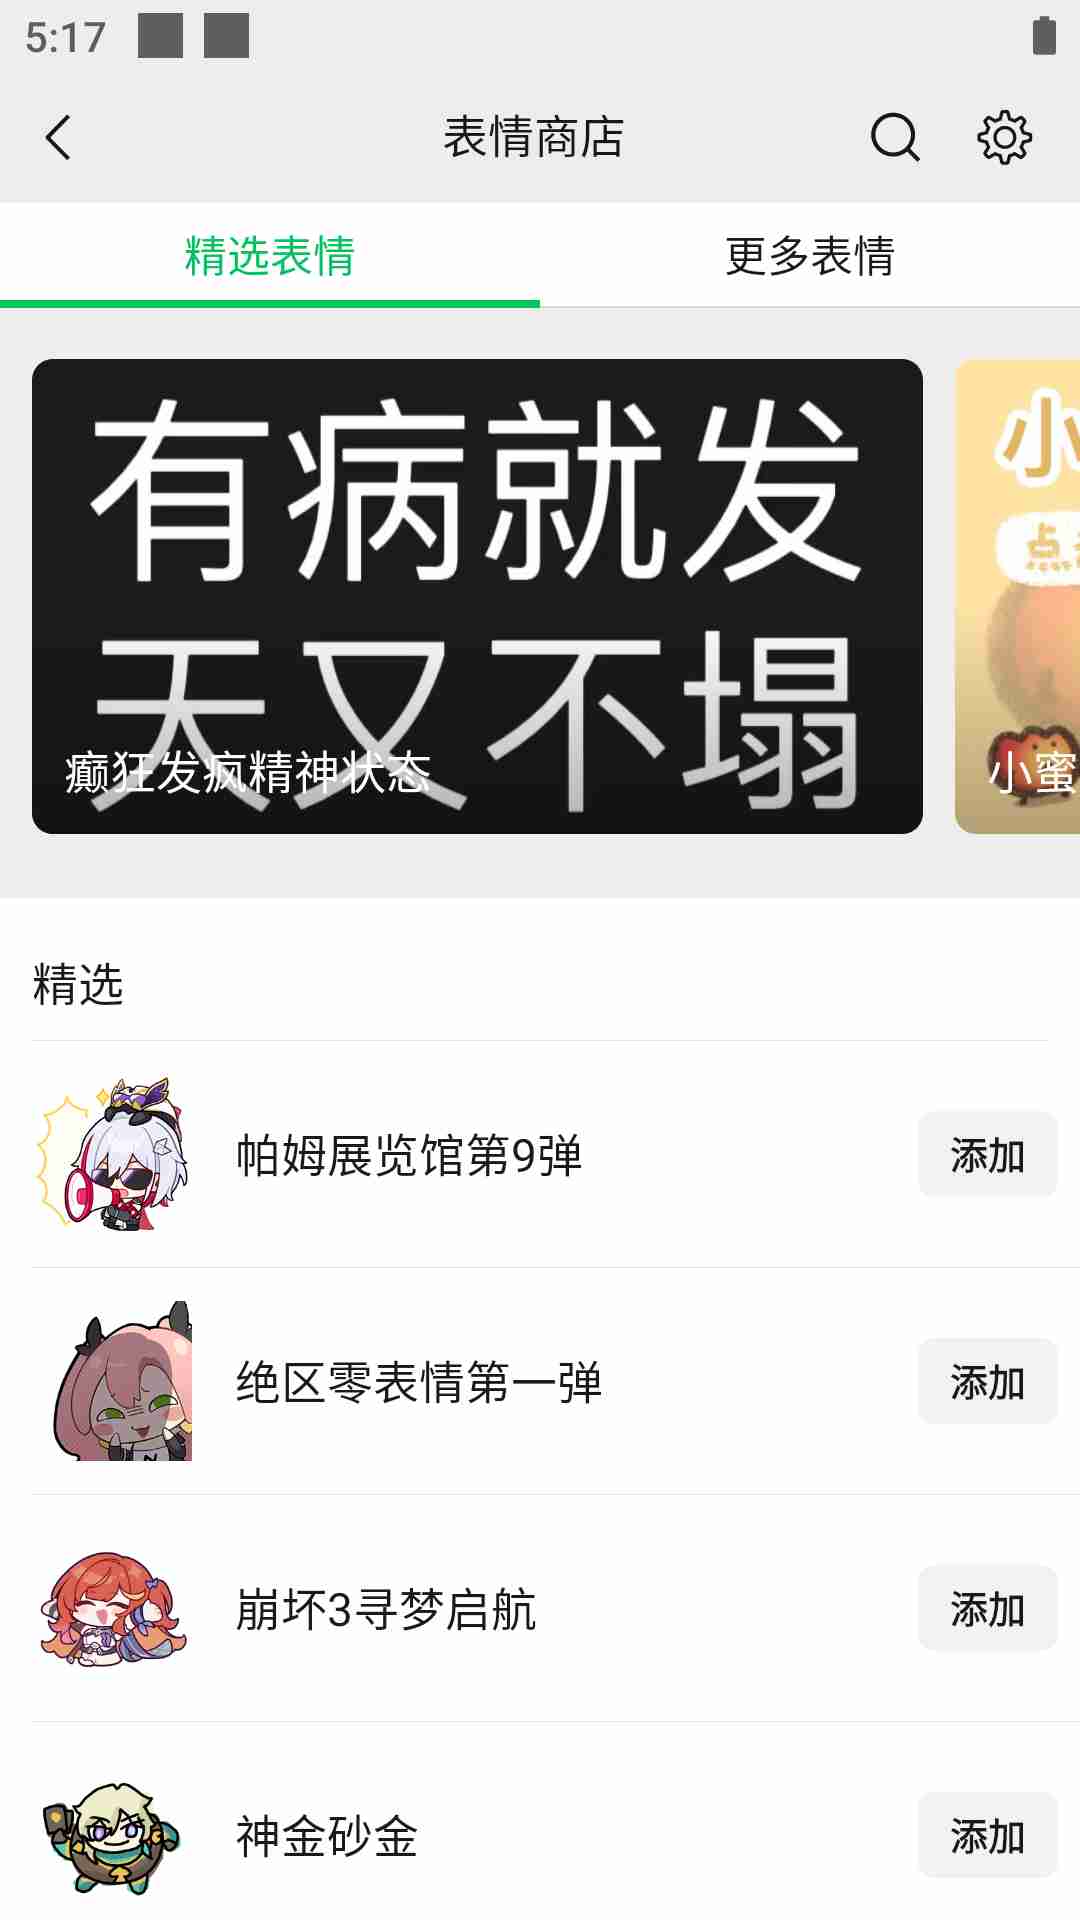 5:17
表情商店
精选表情
更多表情
有病就发
天又不塌
癫狂发疯精神状态
小
点
小蜜
精选
帕姆展览馆第9弹
添加
绝区零表情第一弹
添加
崩坏3寻梦启航
添加
神金砂金
添加